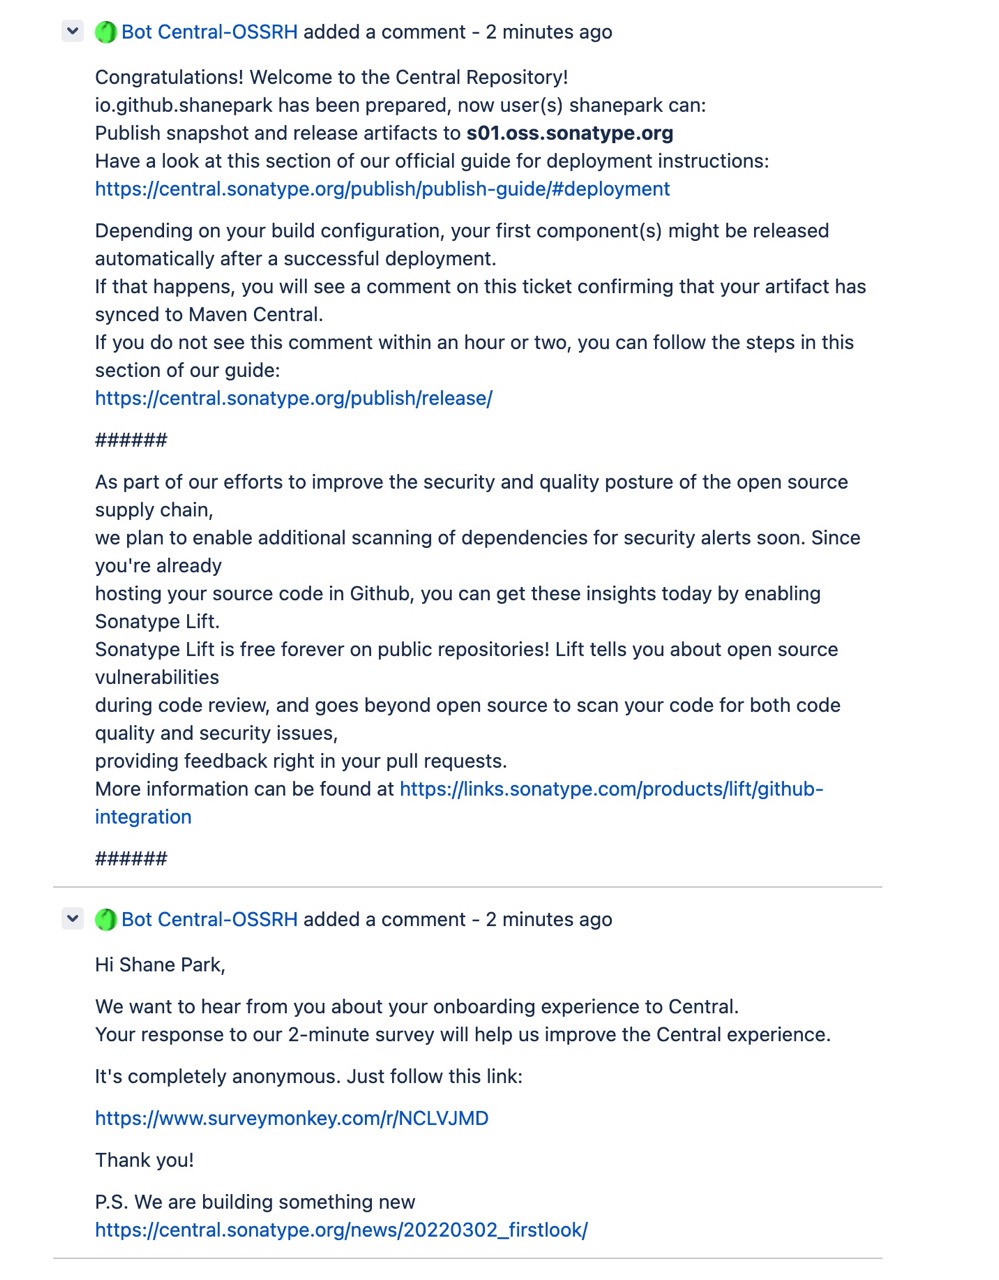 Bot Central-OSSRH added a comment - 2 minutes ago
Congratulations! Welcome to the Central Repository!
io.github.shanepark has been prepared, now user(s) shanepark can:
Publish snapshot and release artifacts to s01.oss.sonatype.org
Have a look at this section of our official guide for deployment instructions:
https://central.sonatype.org/publish/publish-guide/#deployment
Depending on your build configuration, your first component(s) might be released
automatically after a successful deployment.
If that happens, you will see a comment on this ticket confirming that your artifact has
synced to Maven Central.
If you do not see this comment within an hour or two, you can follow the steps in this
section of our guide:
https://central.sonatype.org/publish/release/
######
As part of our efforts to improve the security and quality posture of the open source
supply chain,
we plan to enable additional scanning of dependencies for security alerts soon. Since
you're already
hosting your source code in Github, you can get these insights today by enabling
Sonatype Lift.
Sonatype Lift is free forever on public repositories! Lift tells you about open source
vulnerabilities
during code review, and goes beyond open source to scan your code for both code
quality and security issues,
providing feedback right in your pull requests.
More information can be found at https://links.sonatype.com/products/lift/github-
integration
######
Bot Central-OSSRH added a comment - 2 minutes ago
Hi Shane Park,
We want to hear from you about your onboarding experience to Central.
Your response to our 2-minute survey will help us improve the Central experience.
It's completely anonymous. Just follow this link:
https://www.surveymonkey.com/r/NCLVJMD
Thank you!
P.S. We are building something new
https://central.sonatype.org/news/20220302_firstlook/